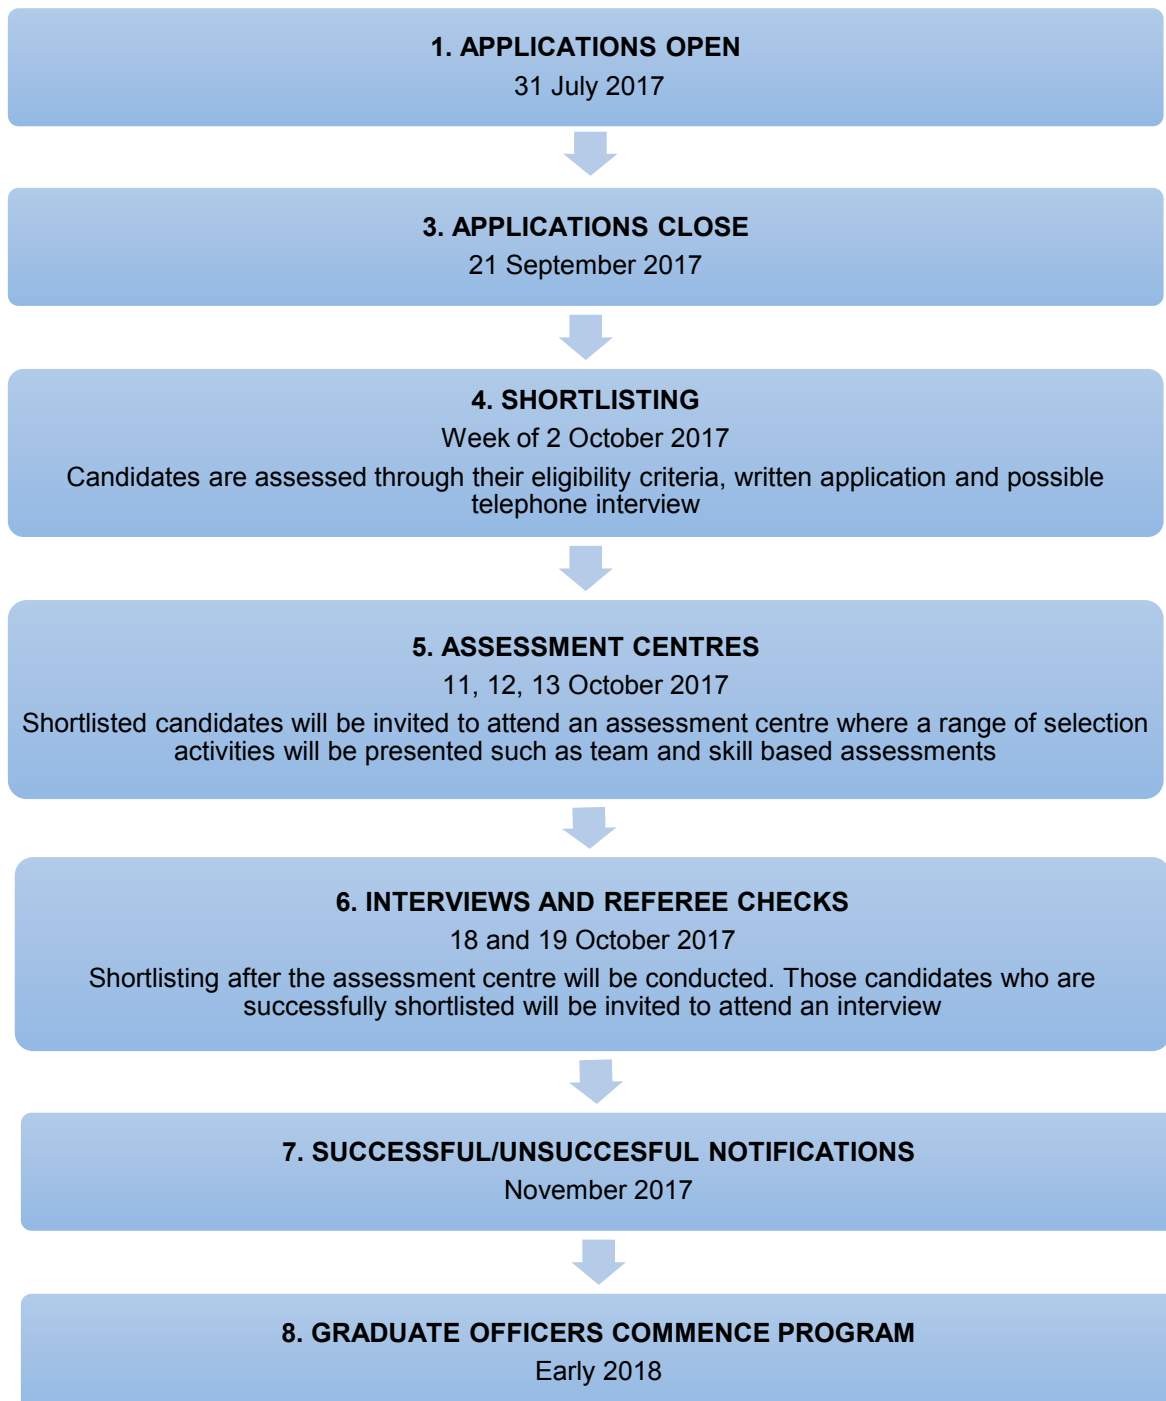 1. APPLICATIONS OPEN
31 July 2017
3. APPLICATIONS CLOSE
21 September 2017
4. SHORTLISTING
Week of 2 October 2017
Candidates are assessed through their eligibility criteria, written application and possible
telephone interview
5. ASSESSMENT CENTRES
11, 12, 13 October 2017
Shortlisted candidates will be invited to attend an assessment centre where a range of selection
activities will be presented such as team and skill based assessments
6. INTERVIEWS AND REFEREE CHECKS
18 and 19 October 2017
Shortlisting after the assessment centre will be conducted. Those candidates who are
successfully shortlisted will be invited to attend an interview
7. SUCCESSFUL/UNSUCCESFUL NOTIFICATIONS
November 2017
8. GRADUATE OFFICERS COMMENCE PROGRAM
Early 2018